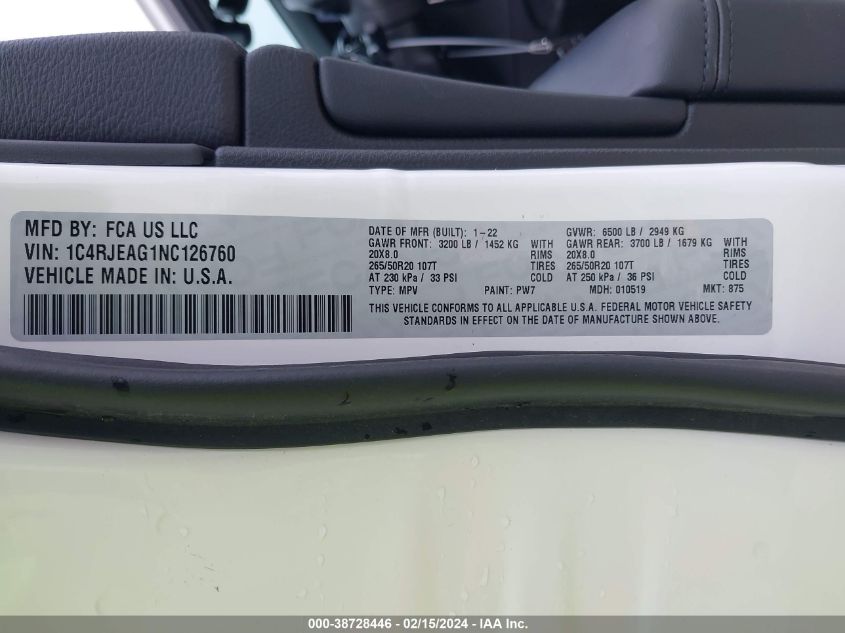 MFD BY: FCA US LLC
VIN: 1C4RJEAG1NC126760
VEHICLE MADE IN: U.S.A.
DATE OF MFR (BUILT): 1-22 GVWR: 6500 LB / 2949 KG
GAWR FRONT: 3200 LB / 1452 KG GAWR REAR: 3700 LB / 1679 KG
20X8.0 RIMS 20X8.0 RIMS
265/50R20 107T TIRES 265/50R20 107T TIRES
AT 230 kPa / 33 PSI COLD AT 250 kPa / 36 PSI COLD
TYPE: MPV PAINT: PW7 MDH: 010519 MKT: 875
THIS VEHICLE CONFORMS TO ALL APPLICABLE U.S.A. FEDERAL MOTOR VEHICLE SAFETY
STANDARDS IN EFFECT ON THE DATE OF MANUFACTURE SHOWN ABOVE.
000-38728446 - 02/15/2024 - IAA Inc.